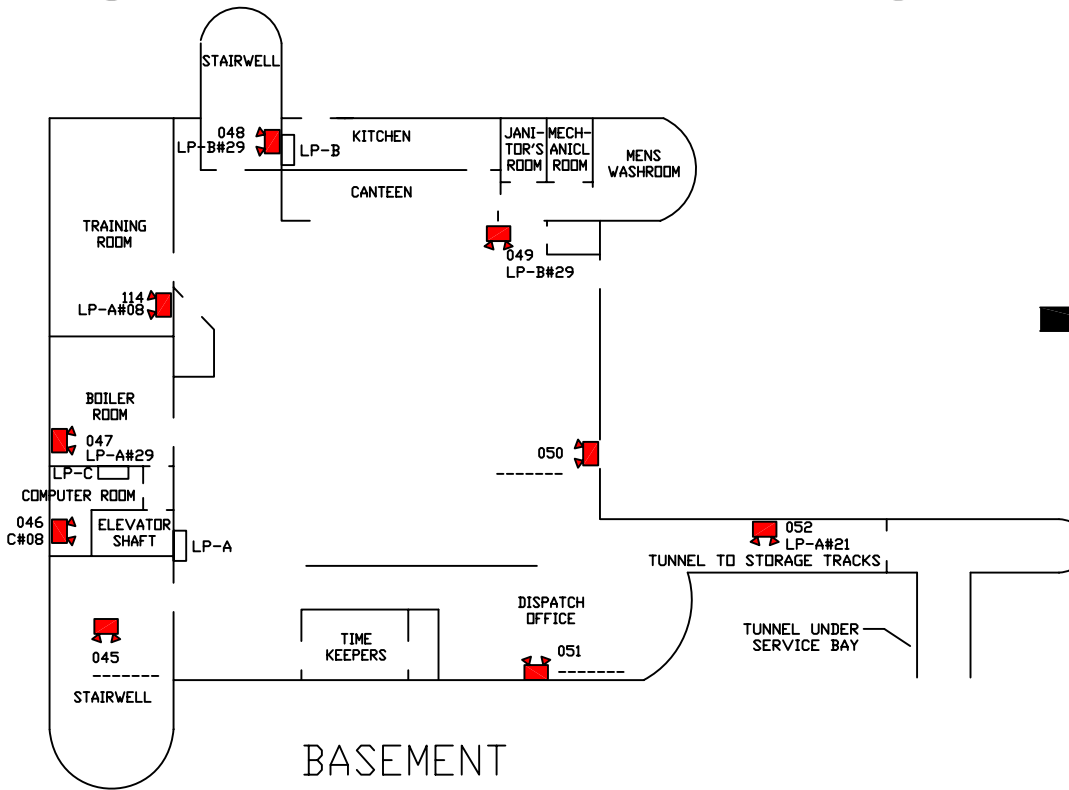 STAIRWELL
048
LP-B#29
LP-B
KITCHEN
JANI-
TOR'S
ROOM
MECH-
ANICL
ROOM
MENS
WASHROOM
CANTEEN
TRAINING
ROOM
049
LP-B#29
114
LP-A#08
BOILER
ROOM
047
LP-A#29
LP-C
COMPUTER ROOM
050
046
C#08
ELEVATOR
SHAFT
LP-A
052
LP-A#21
TUNNEL TO STORAGE TRACKS
DISPATCH
OFFICE
TIME
KEEPERS
051
TUNNEL UNDER
SERVICE BAY
045
STAIRWELL
BASEMENT